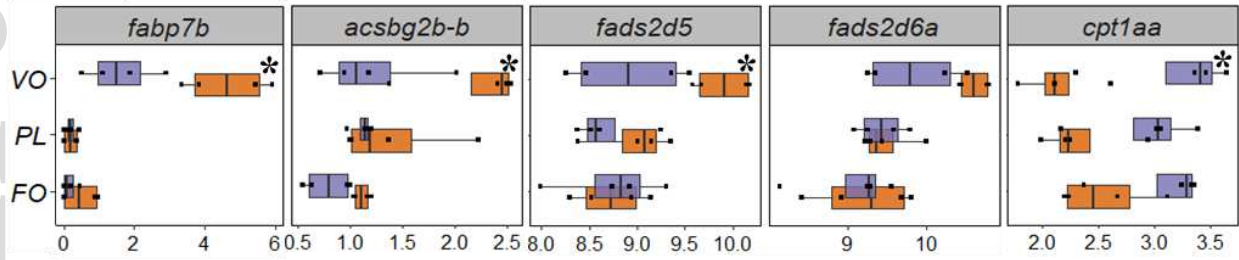 fabp7b acsbg2b-b fads2d5 fads2d6a cpt1aa
VO * * * *
PL
FO
0 2 4 6 0.5 1.0 1.5 2.0 2.5 8.0 8.5 9.0 9.5 10.0 9 10 2.0 2.5 3.0 3.5